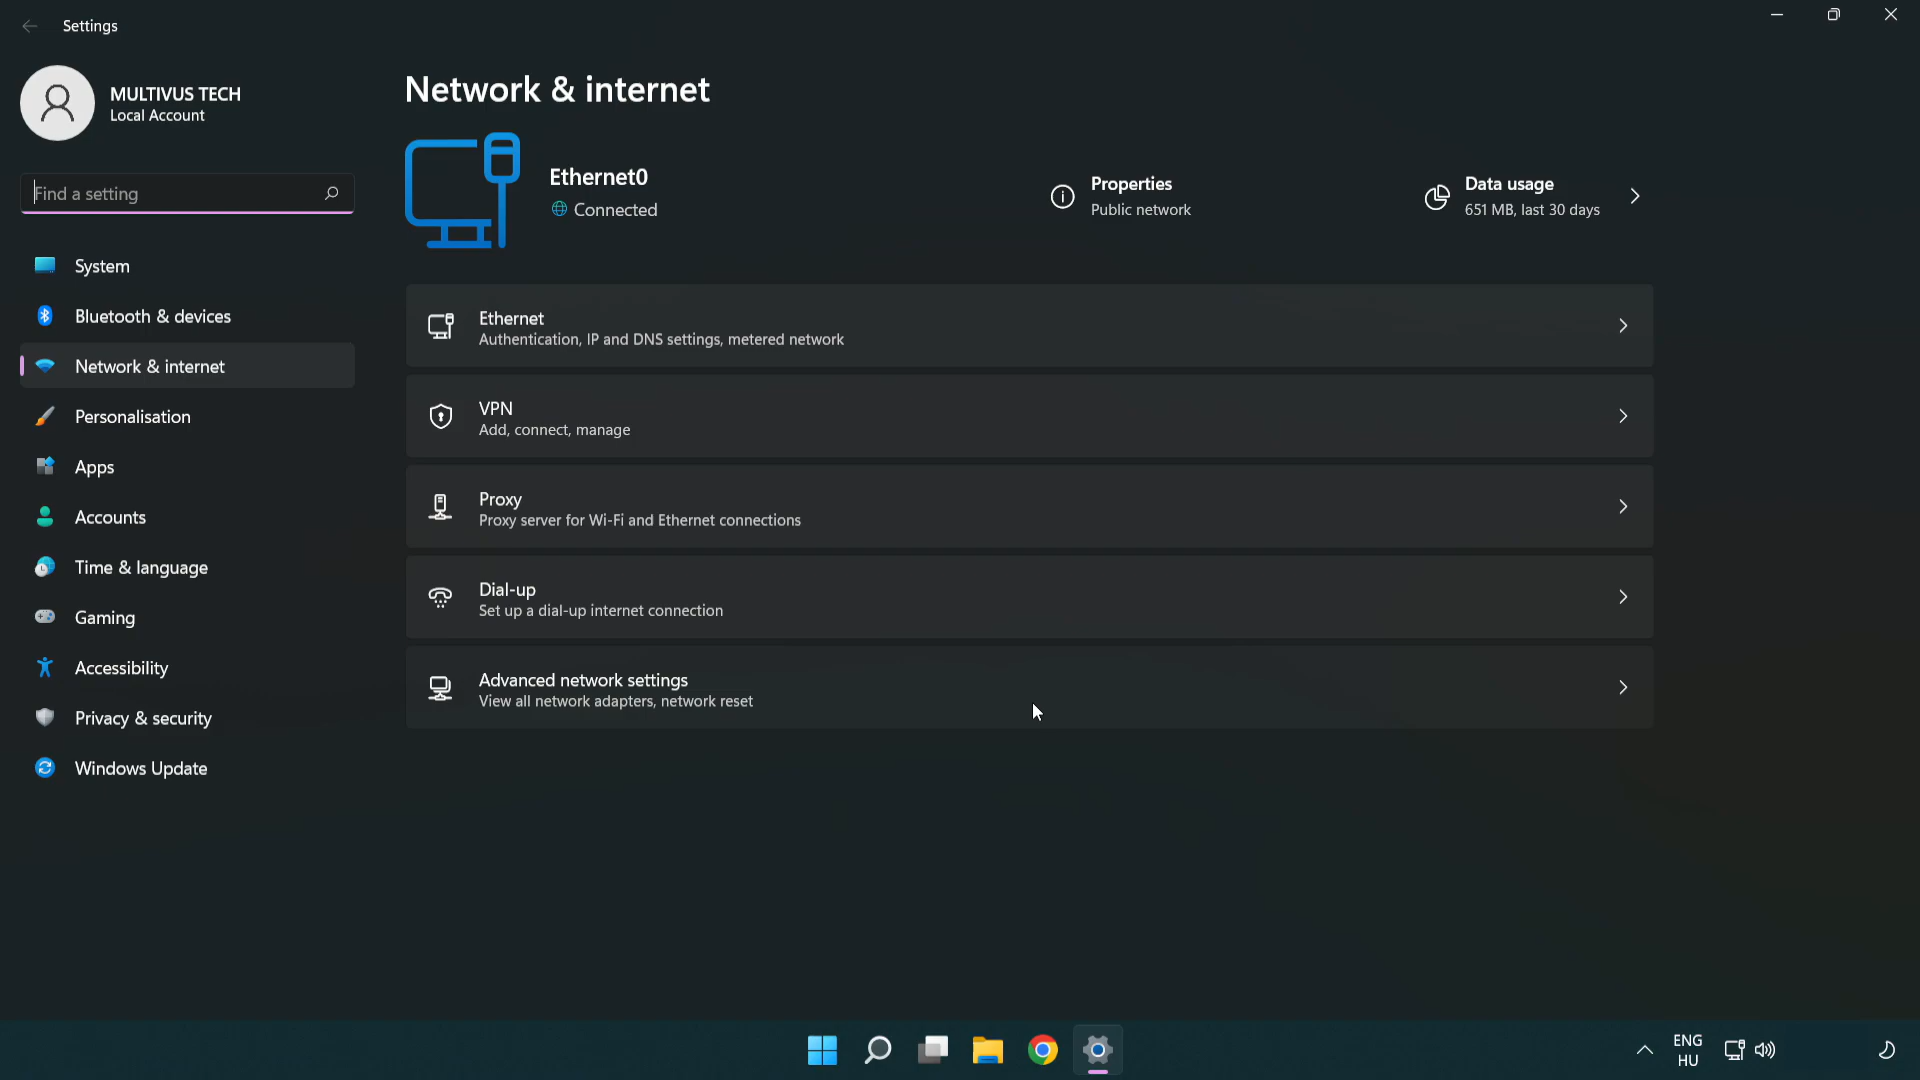 Settings
MULTIVUS TECH
Local Account
Find a setting
System
Bluetooth & devices
Network & internet
Personalisation
Apps
Accounts
Time & language
Gaming
Accessibility
Privacy & security
Windows Update
Network & internet
Ethernet0
Connected
Properties
Public network
Data usage
651 MB, last 30 days
Ethernet
Authentication, IP and DNS settings, metered network
VPN
Add, connect, manage
Proxy
Proxy server for Wi-Fi and Ethernet connections
Dial-up
Set up a dial-up internet connection
Advanced network settings
View all network adapters, network reset
ENG
HU